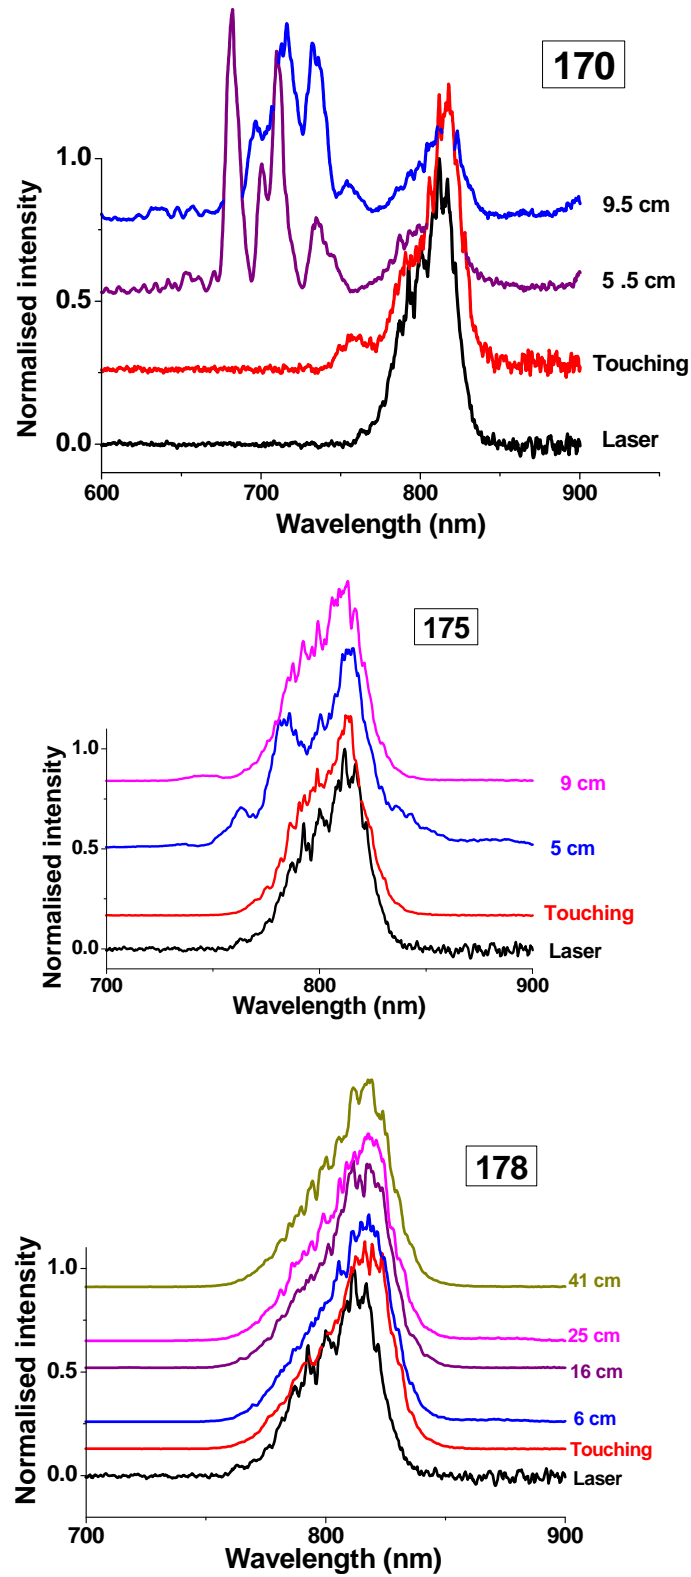 170
Normalised intensity
1.0
0.5
0.0
9.5 cm
5 .5 cm
Touching
Laser
600
700
800
900
Wavelength (nm)
175
Normalised intensity
1.0
0.5
0.0
9 cm
5 cm
Touching
Laser
700
800
900
Wavelength (nm)
178
Normalised intensity
1.0
0.5
0.0
41 cm
25 cm
16 cm
6 cm
Touching
Laser
700
800
900
Wavelength (nm)